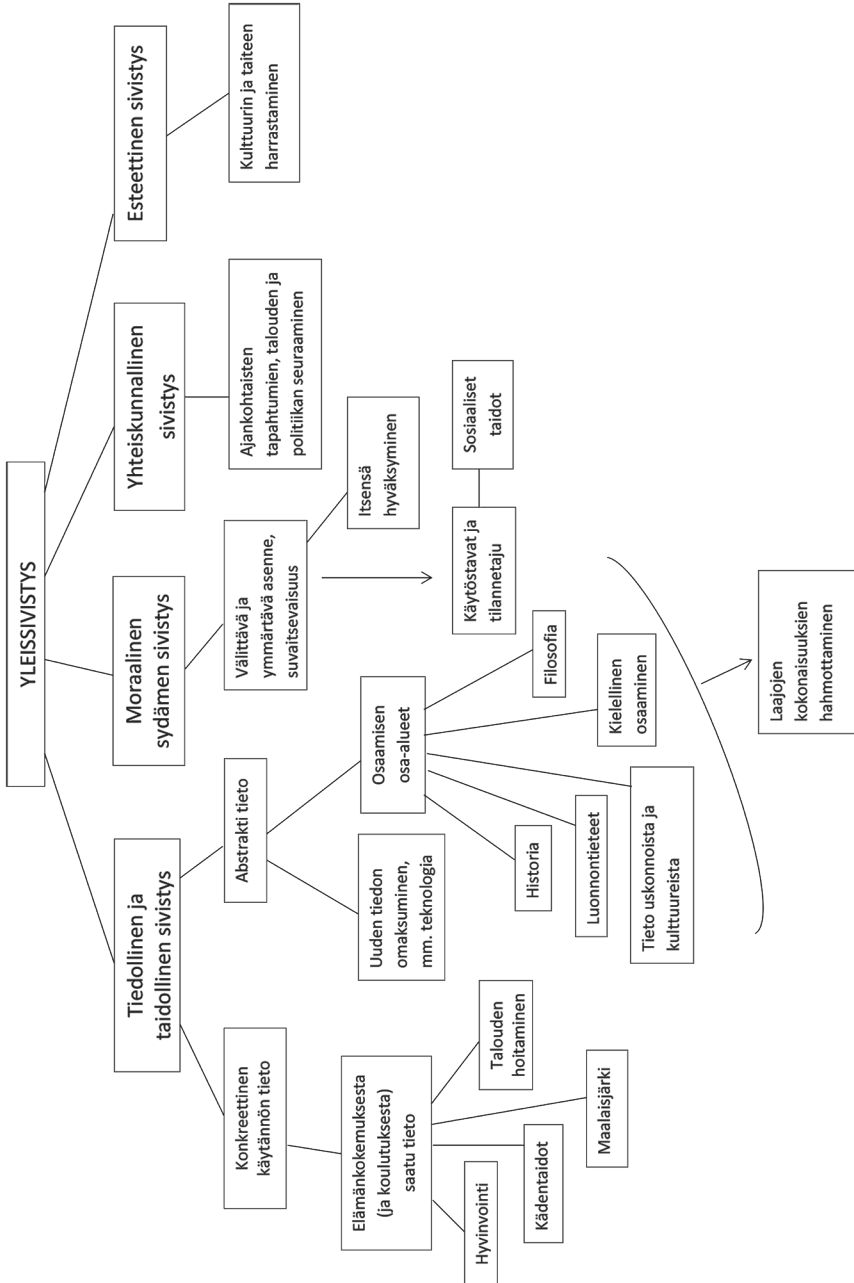 YLEISSIVISTYS
Tiedollinen ja
taidollinen sivistys
Moraalinen
sydämen sivistys
Yhteiskunnallinen
sivistys
Esteettinen sivistys
Konkreettinen
käytännön tieto
Abstrakti tieto
Välittävä ja
ymmärtävä asenne,
suvaitsevaisuus
Ajankohtaisten
tapahtumien, talouden ja
politiikan seuraaminen
Kulttuurin ja taiteen
harrastaminen
Elämänkokemuksesta
(ja koulutuksesta)
saatu tieto
Uuden tiedon
omaksuminen,
mm. teknologia
Osaamisen
osa-alueet
Itsensä
hyväksyminen
Hyvinvointi
Kädentaidot
Maalaisjärki
Talouden
hoitaminen
Historia
Luonnontieteet
Tieto uskonnoista ja
kulttuureista
Kielellinen
osaaminen
Filosofia
Käytöstavat ja
tilannetaju
Sosiaaliset
taidot
Laajojen
kokonaisuuksien
hahmottaminen